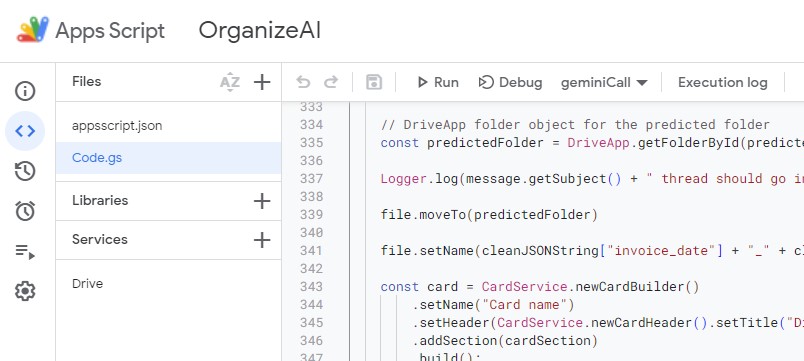 Apps Script OrganizeAI
Files AZ
Run Debug geminiCall Execution log
appsscript.json
Code.gs
Libraries
Services
Drive
333
334 // DriveApp folder object for the predicted folder
335 const predictedFolder = DriveApp.getFolderById(predicte
336
337 Logger.log(message.getSubject() + " thread should go in
338
339 file.moveTo(predictedFolder)
340
341 file.setName(cleanJSONString["invoice_date"] + "_" + cl
342
343 const card = CardService.newCardBuilder()
344 .setName("Card name")
345 .setHeader(CardService.newCardHeader().setTitle("Di
346 .addSection(cardSection)
347 .build();